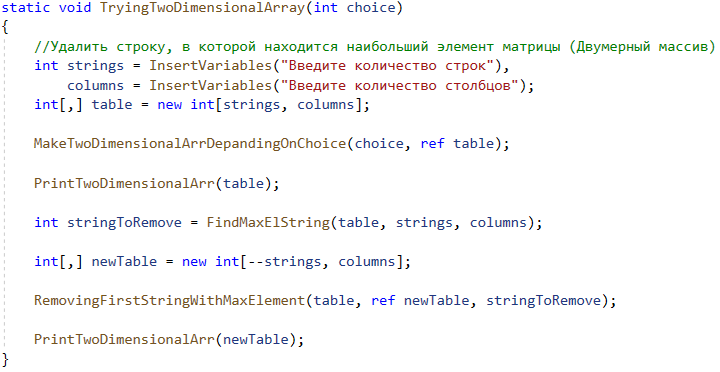 static void TryingTwoDimensionalArray(int choice)
{
//Удалить строку, в которой находится наибольший элемент матрицы (Двумерный массив)
int strings = InsertVariables("Введите количество строк"),
columns = InsertVariables("Введите количество столбцов");
int[,] table = new int[strings, columns];
MakeTwoDimensionalArrDepandingOnChoice(choice, ref table);
PrintTwoDimensionalArr(table);
int stringToRemove = FindMaxElString(table, strings, columns);
int[,] newTable = new int[--strings, columns];
RemovingFirstStringWithMaxElement(table, ref newTable, stringToRemove);
PrintTwoDimensionalArr(newTable);
}